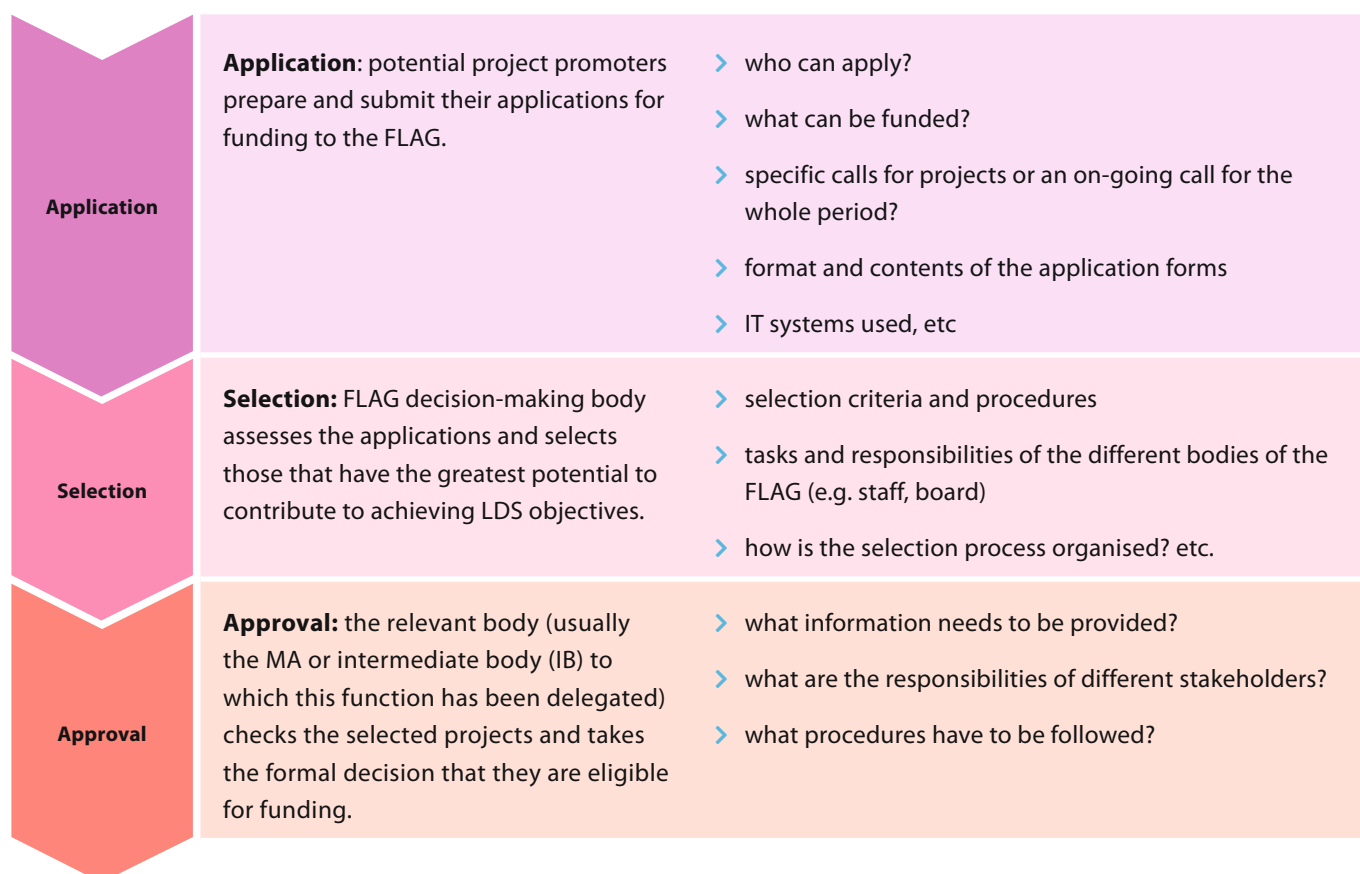 Application
Application: potential project promoters
prepare and submit their applications for
funding to the FLAG.
who can apply?
what can be funded?
specific calls for projects or an on-going call for the
whole period?
format and contents of the application forms
IT systems used, etc
Selection
Selection: FLAG decision-making body
assesses the applications and selects
those that have the greatest potential to
contribute to achieving LDS objectives.
selection criteria and procedures
tasks and responsibilities of the different bodies of the
FLAG (e.g. staff, board)
how is the selection process organised? etc.
Approval
Approval: the relevant body (usually
the MA or intermediate body (IB) to
which this function has been delegated)
checks the selected projects and takes
the formal decision that they are eligible
for funding.
what information needs to be provided?
what are the responsibilities of different stakeholders?
what procedures have to be followed?